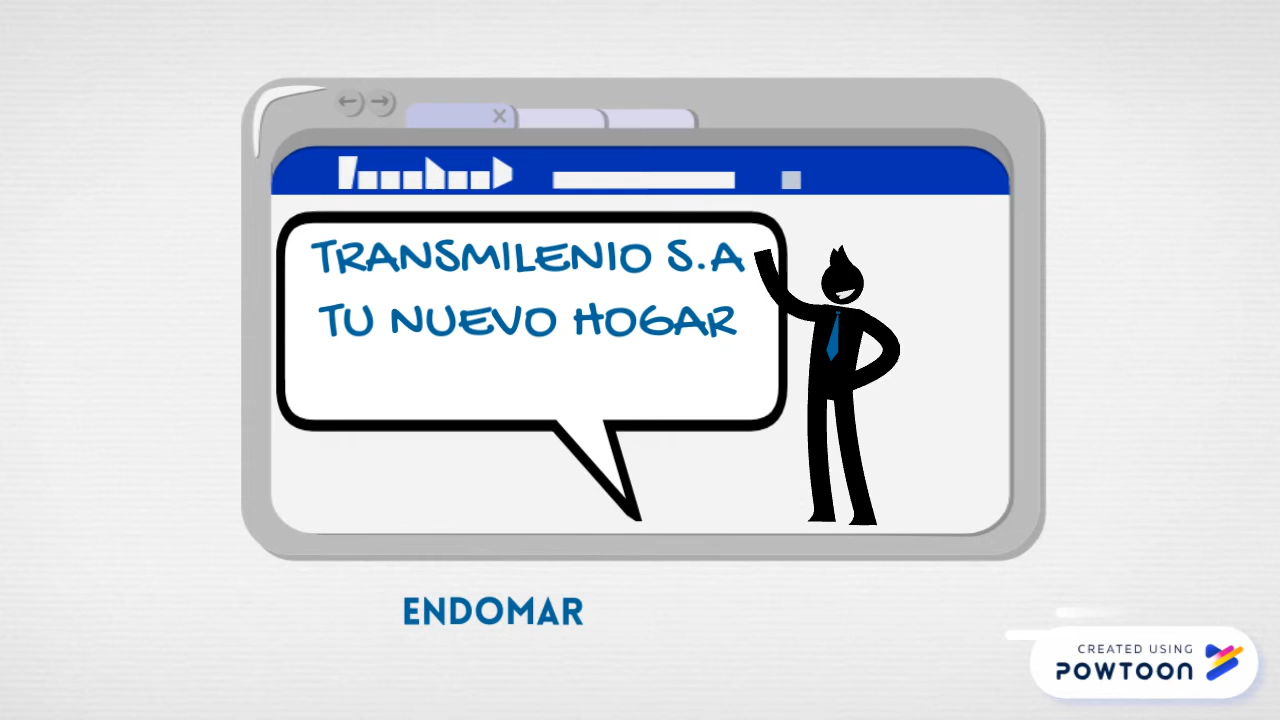 TRANSMILENIO S.A
TU NUEVO HOGAR
ENDOMAR
CREATED USING
POWTOON